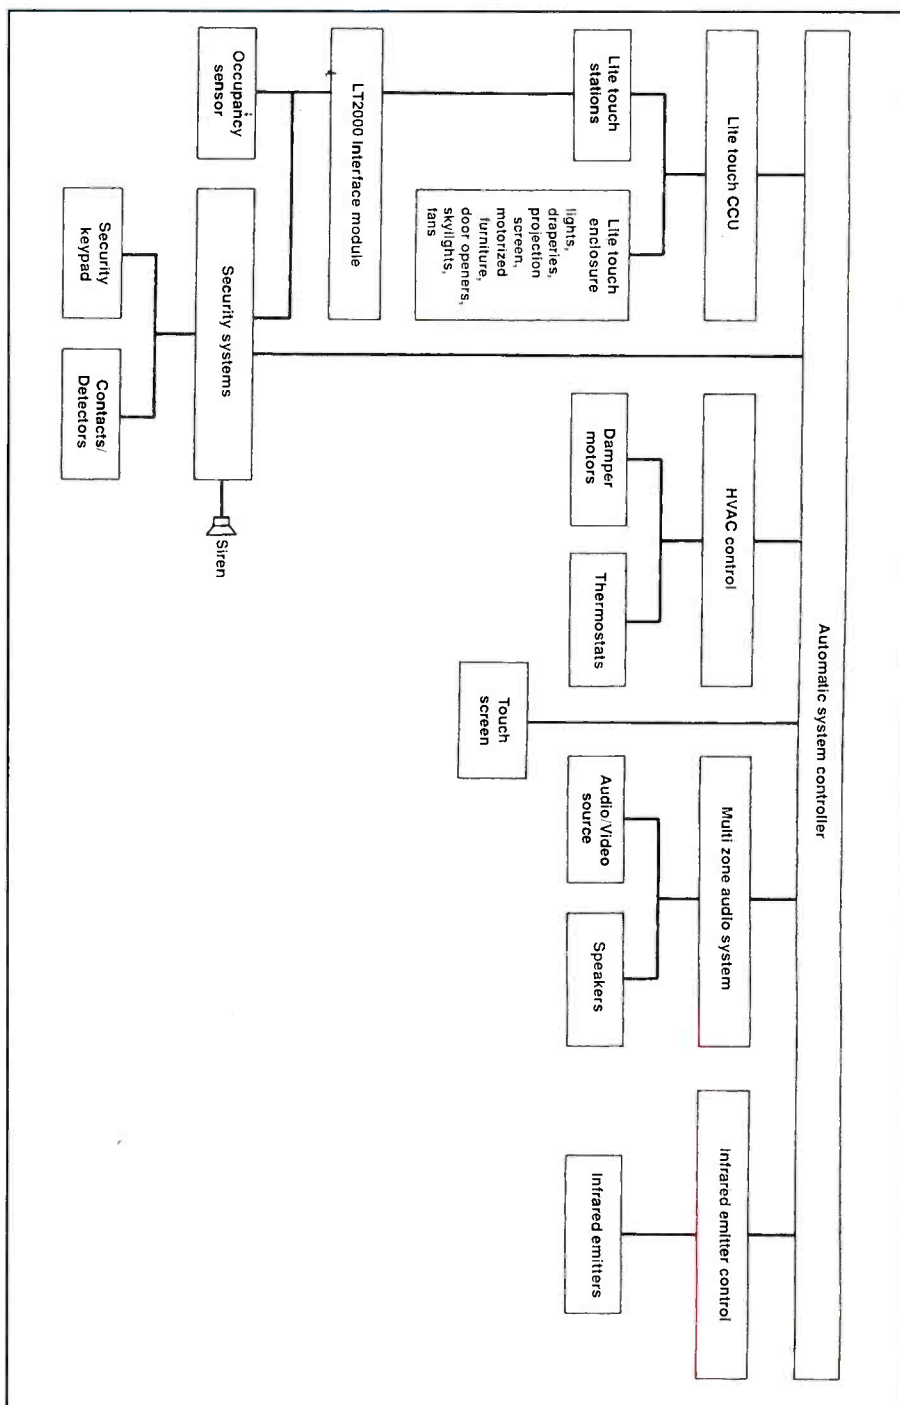 Automatic system controller
Lite touch CCU
HVAC control
Multi zone audio system
Infrared emitter control
Lite touch
stations
Lite touch
enclosure
lights,
draperies,
projection
screen,
motorized
furniture,
door openers,
skylights,
fans
Damper
motors
Thermostats
Touch
screen
Audio/Video
source
Speakers
Infrared emitters
LT2000 Interface module
Occupancy
sensor
Security systems
Siren
Security
keypad
Contacts/
Detectors